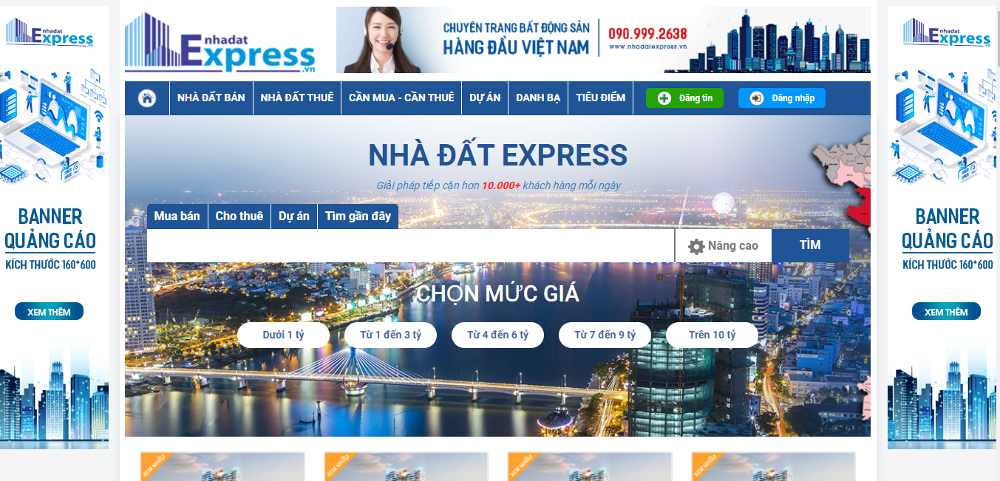 nhadat
Express
.vn
BANNER
QUẢNG CÁO
KÍCH THƯỚC 160*600
XEM THÊM
nhadat
Express
.vn
CHUYÊN TRANG BẤT ĐỘNG SẢN
HÀNG ĐẦU VIỆT NAM
090.999.2638
www.nhadatexpress.vn
NHÀ ĐẤT BÁN
NHÀ ĐẤT THUÊ
CẦN MUA - CẦN THUÊ
DỰ ÁN
DANH BẠ
TIÊU ĐIỂM
Đăng tin
Đăng nhập
NHÀ ĐẤT EXPRESS
Giải pháp tiếp cận hơn 10.000+ khách hàng mỗi ngày
Mua bán
Cho thuê
Dự án
Tìm gần đây
Nâng cao
TÌM
CHỌN MỨC GIÁ
Dưới 1 tỷ
Từ 1 đến 3 tỷ
Từ 4 đến 6 tỷ
Từ 7 đến 9 tỷ
Trên 10 tỷ
XEM NHIỀU
XEM NHIỀU
XEM NHIỀU
XEM NHIỀU
nhadat
Express
.vn
BANNER
QUẢNG CÁO
KÍCH THƯỚC 160*600
XEM THÊM